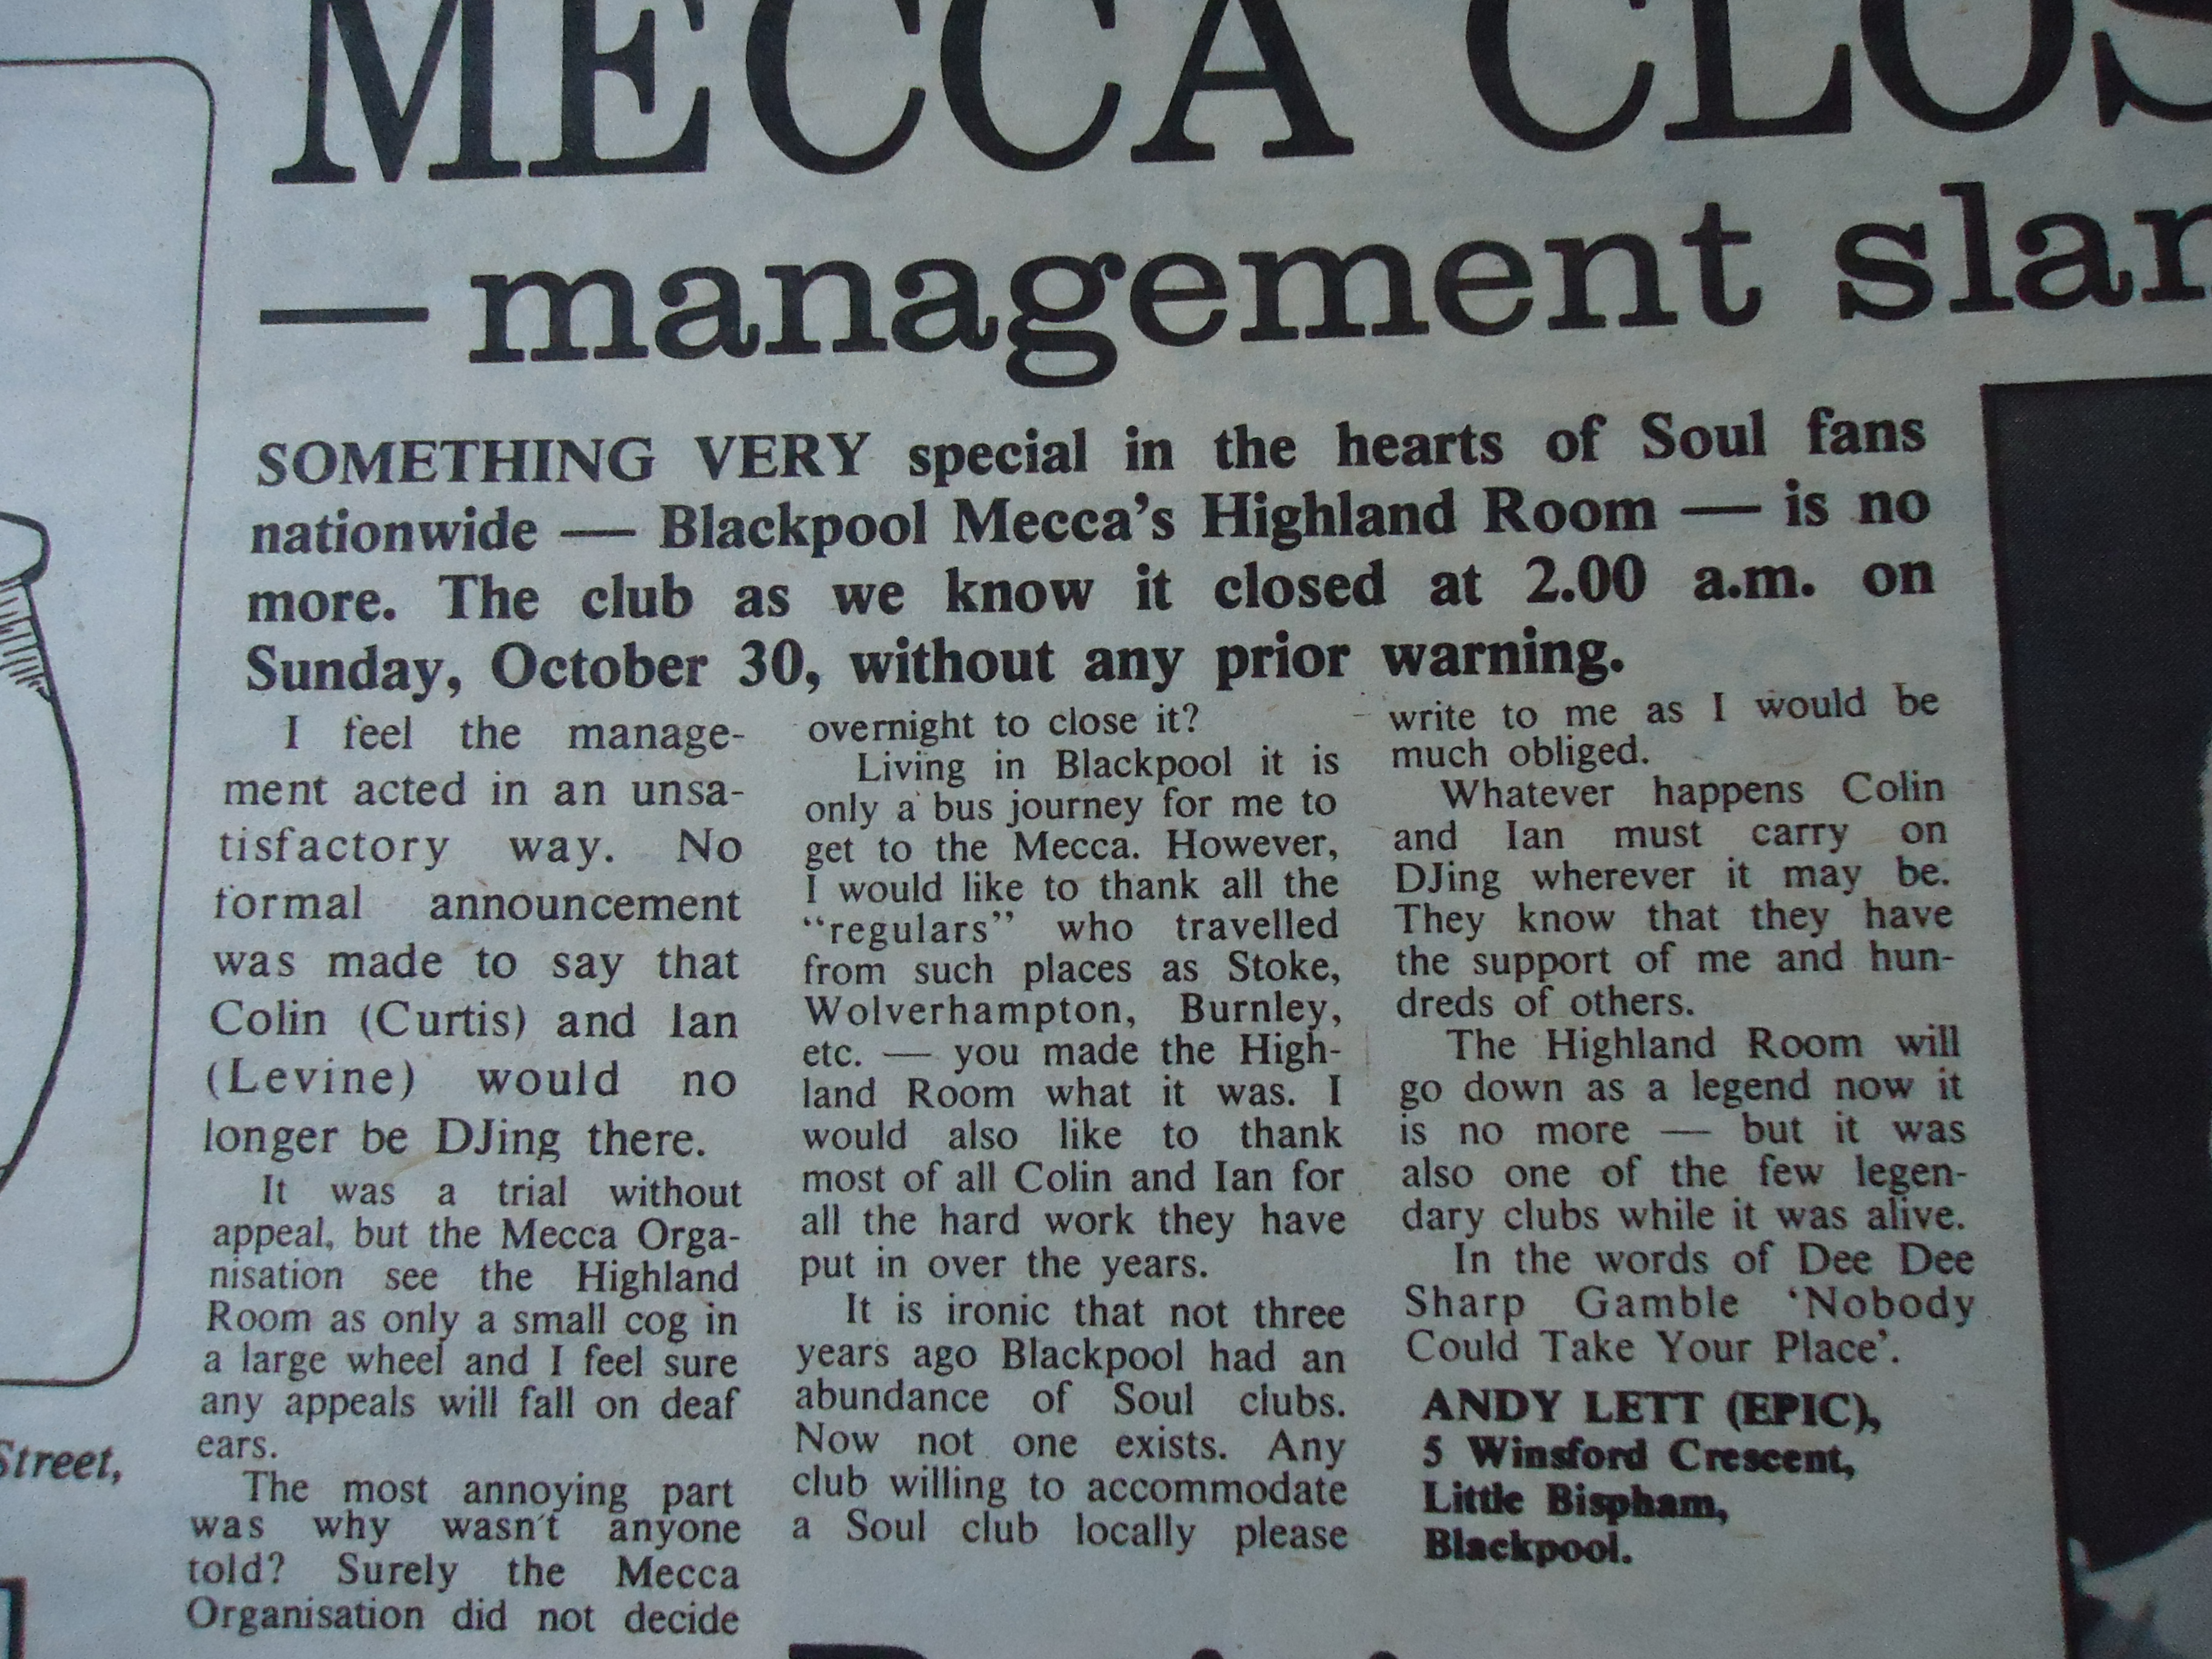 MECCA
— management
SOMETHING VERY special in the hearts of Soul fans
nationwide — Blackpool Mecca's Highland Room — is no
more. The club as we know it closed at 2.00 a.m. on
Sunday, October 30, without any prior warning.
I feel the manage-
ment acted in an unsa-
tisfactory way. No
formal announcement
was made to say that
Colin (Curtis) and Ian
(Levine) would no
longer be DJing there.
It was a trial without
appeal, but the Mecca Orga-
nisation see the Highland
Room as only a small cog in
a large wheel and I feel sure
any appeals will fall on deaf
ears.
The most annoying part
was why wasn't anyone
told? Surely the Mecca
Organisation did not decide
overnight to close it?
Living in Blackpool it is
only a bus journey for me to
get to the Mecca. However,
I would like to thank all the
“regulars” who travelled
from such places as Stoke,
Wolverhampton, Burnley,
etc. — you made the High-
land Room what it was. I
would also like to thank
most of all Colin and Ian for
all the hard work they have
put in over the years.
It is ironic that not three
years ago Blackpool had an
abundance of Soul clubs.
Now not one exists. Any
club willing to accommodate
a Soul club locally please
write to me as I would be
much obliged.
Whatever happens Colin
and Ian must carry on
DJing wherever it may be.
They know that they have
the support of me and hun-
dreds of others.
The Highland Room will
go down as a legend now it
is no more — but it was
also one of the few legen-
dary clubs while it was alive.
In the words of Dee Dee
Sharp Gamble ‘Nobody
Could Take Your Place’.
ANDY LETT (EPIC),
5 Winsford Crescent,
Little Bispham,
Blackpool.
Street,